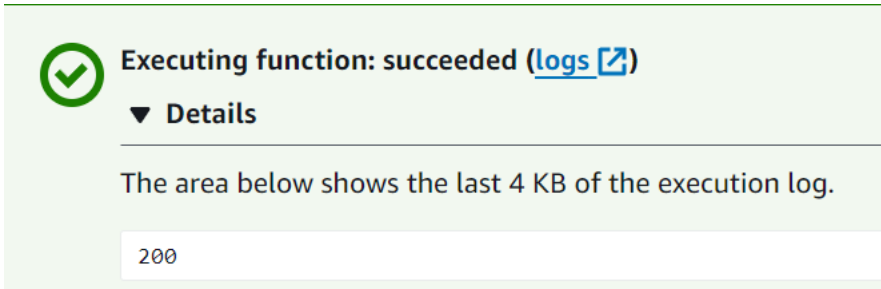 Executing function: succeeded (logs)
Details
The area below shows the last 4 KB of the execution log.
200